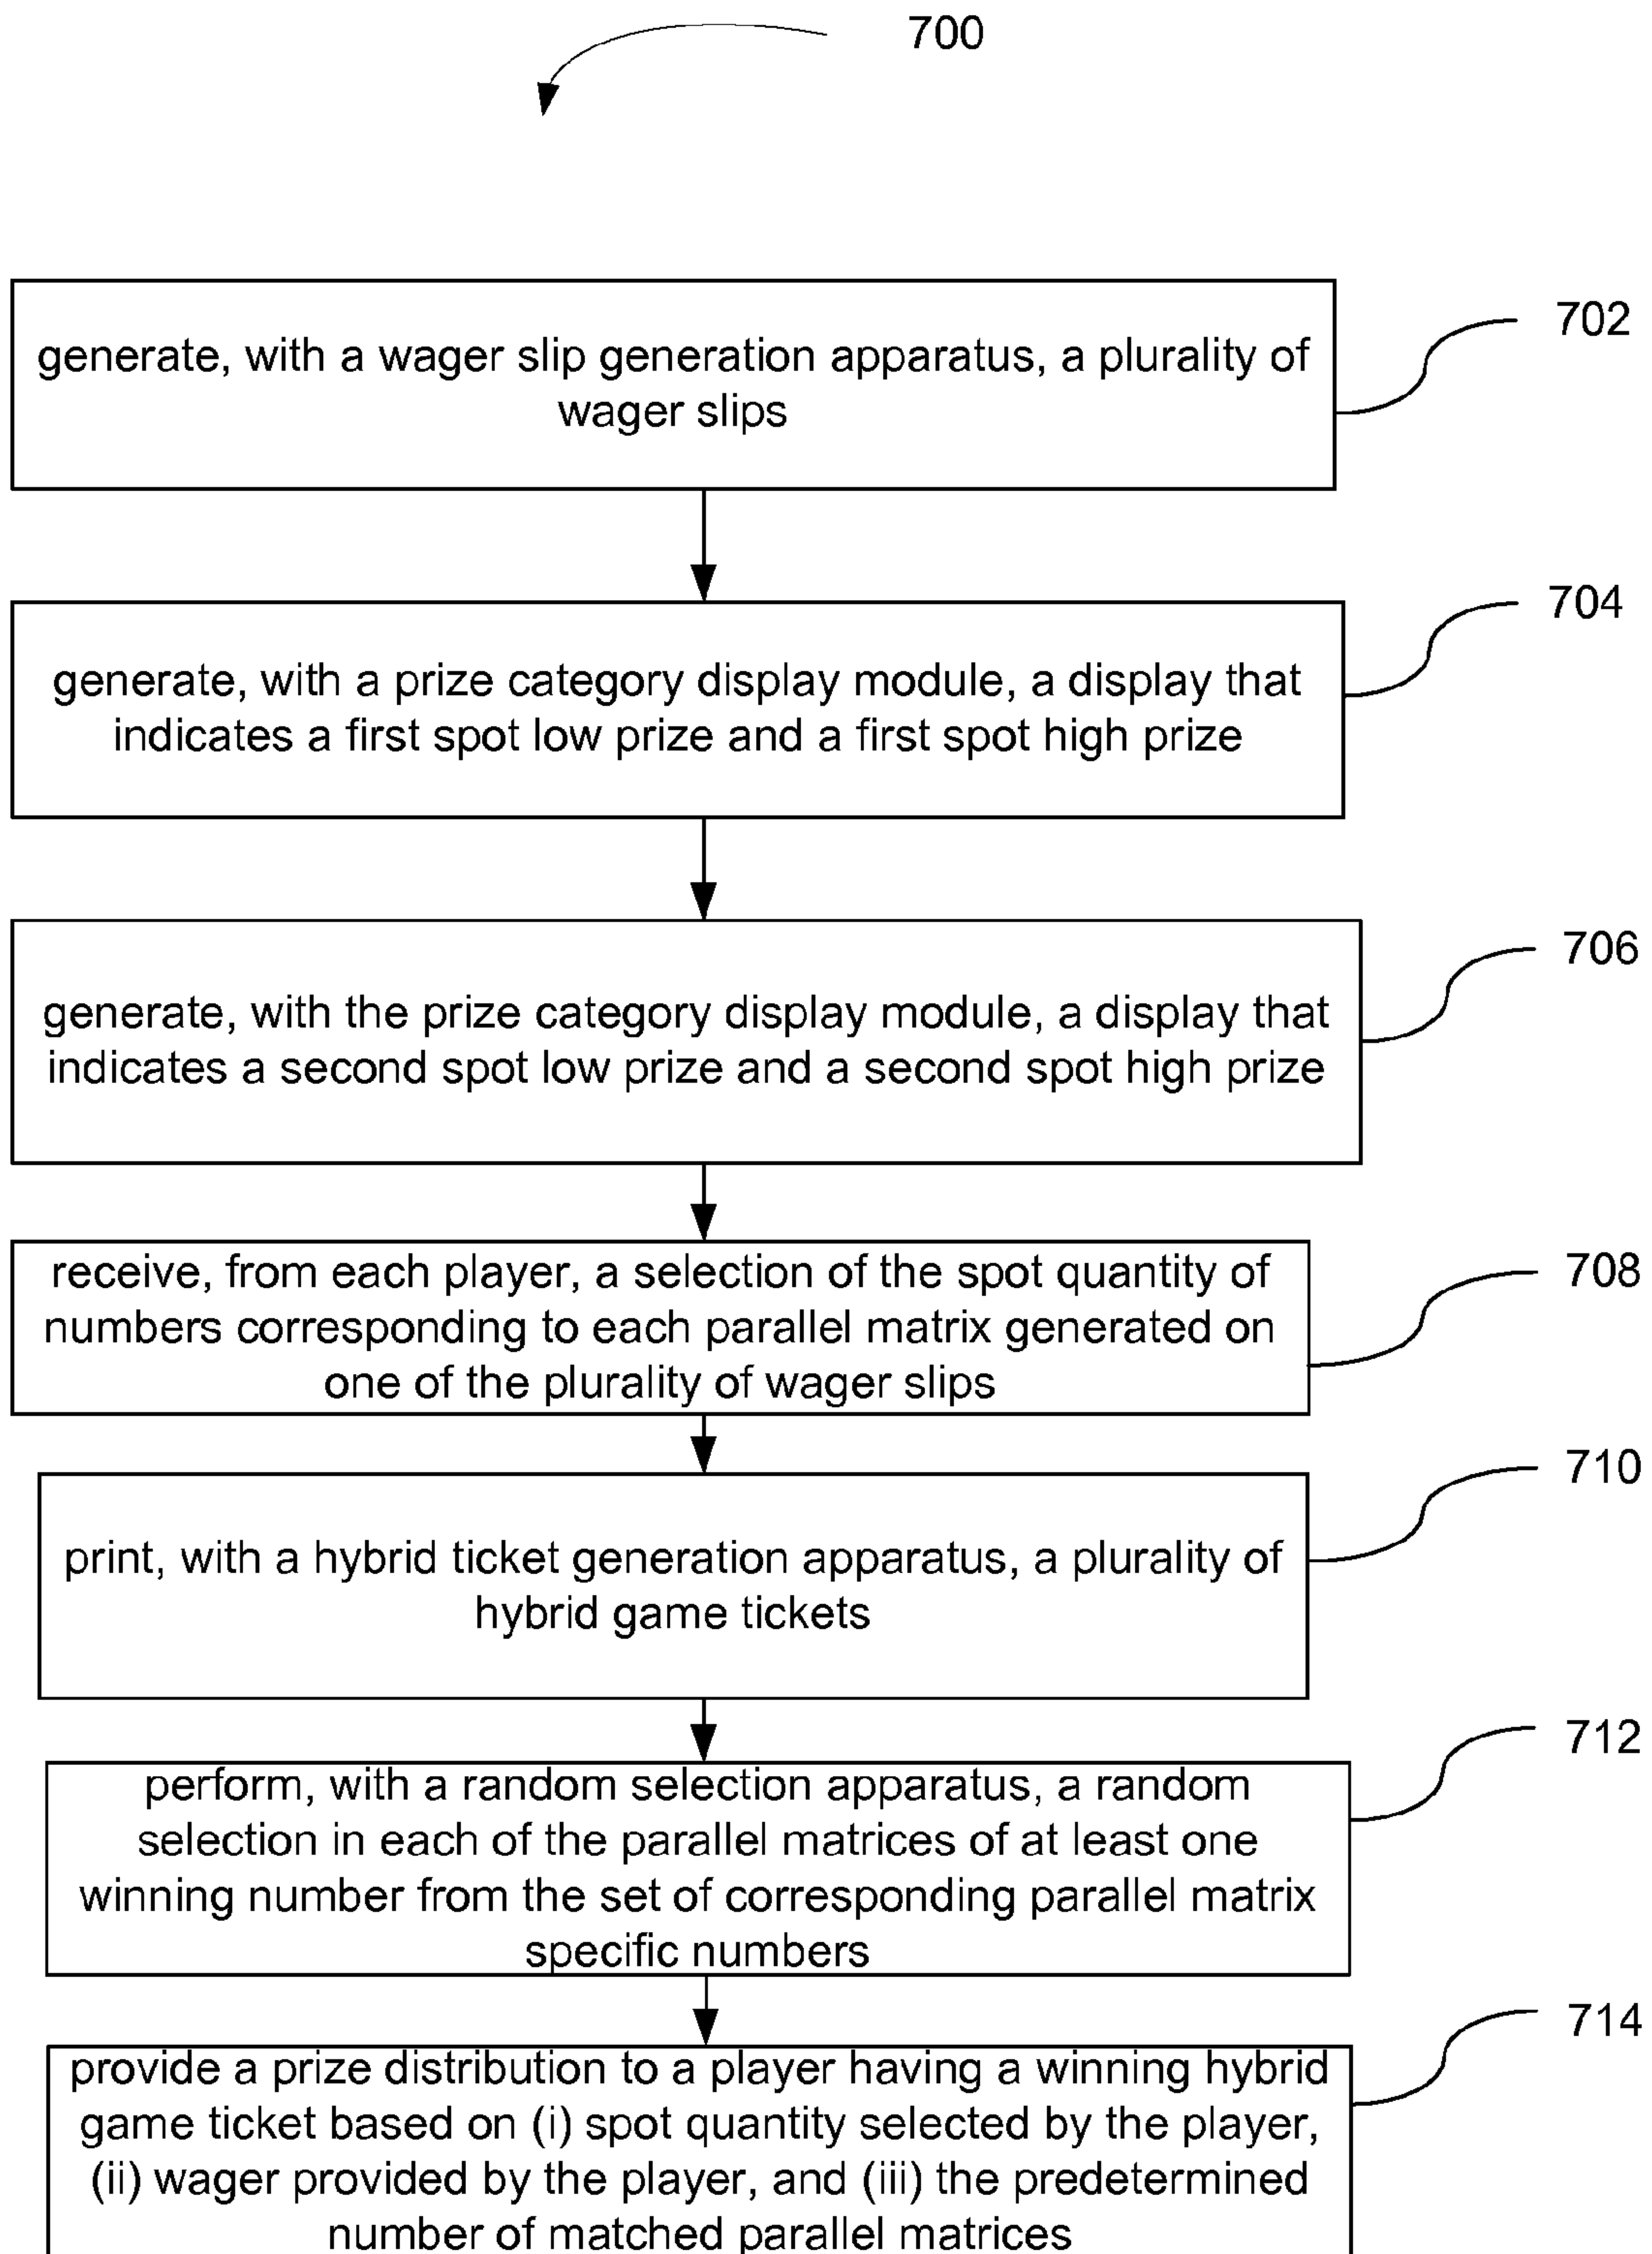 700
generate, with a wager slip generation apparatus, a plurality of
wager slips
702
generate, with a prize category display module, a display that
indicates a first spot low prize and a first spot high prize
704
generate, with the prize category display module, a display that
indicates a second spot low prize and a second spot high prize
706
receive, from each player, a selection of the spot quantity of
numbers corresponding to each parallel matrix generated on
one of the plurality of wager slips
708
print, with a hybrid ticket generation apparatus, a plurality of
hybrid game tickets
710
perform, with a random selection apparatus, a random
selection in each of the parallel matrices of at least one
winning number from the set of corresponding parallel matrix
specific numbers
712
provide a prize distribution to a player having a winning hybrid
game ticket based on (i) spot quantity selected by the player,
(ii) wager provided by the player, and (iii) the predetermined
number of matched parallel matrices
714